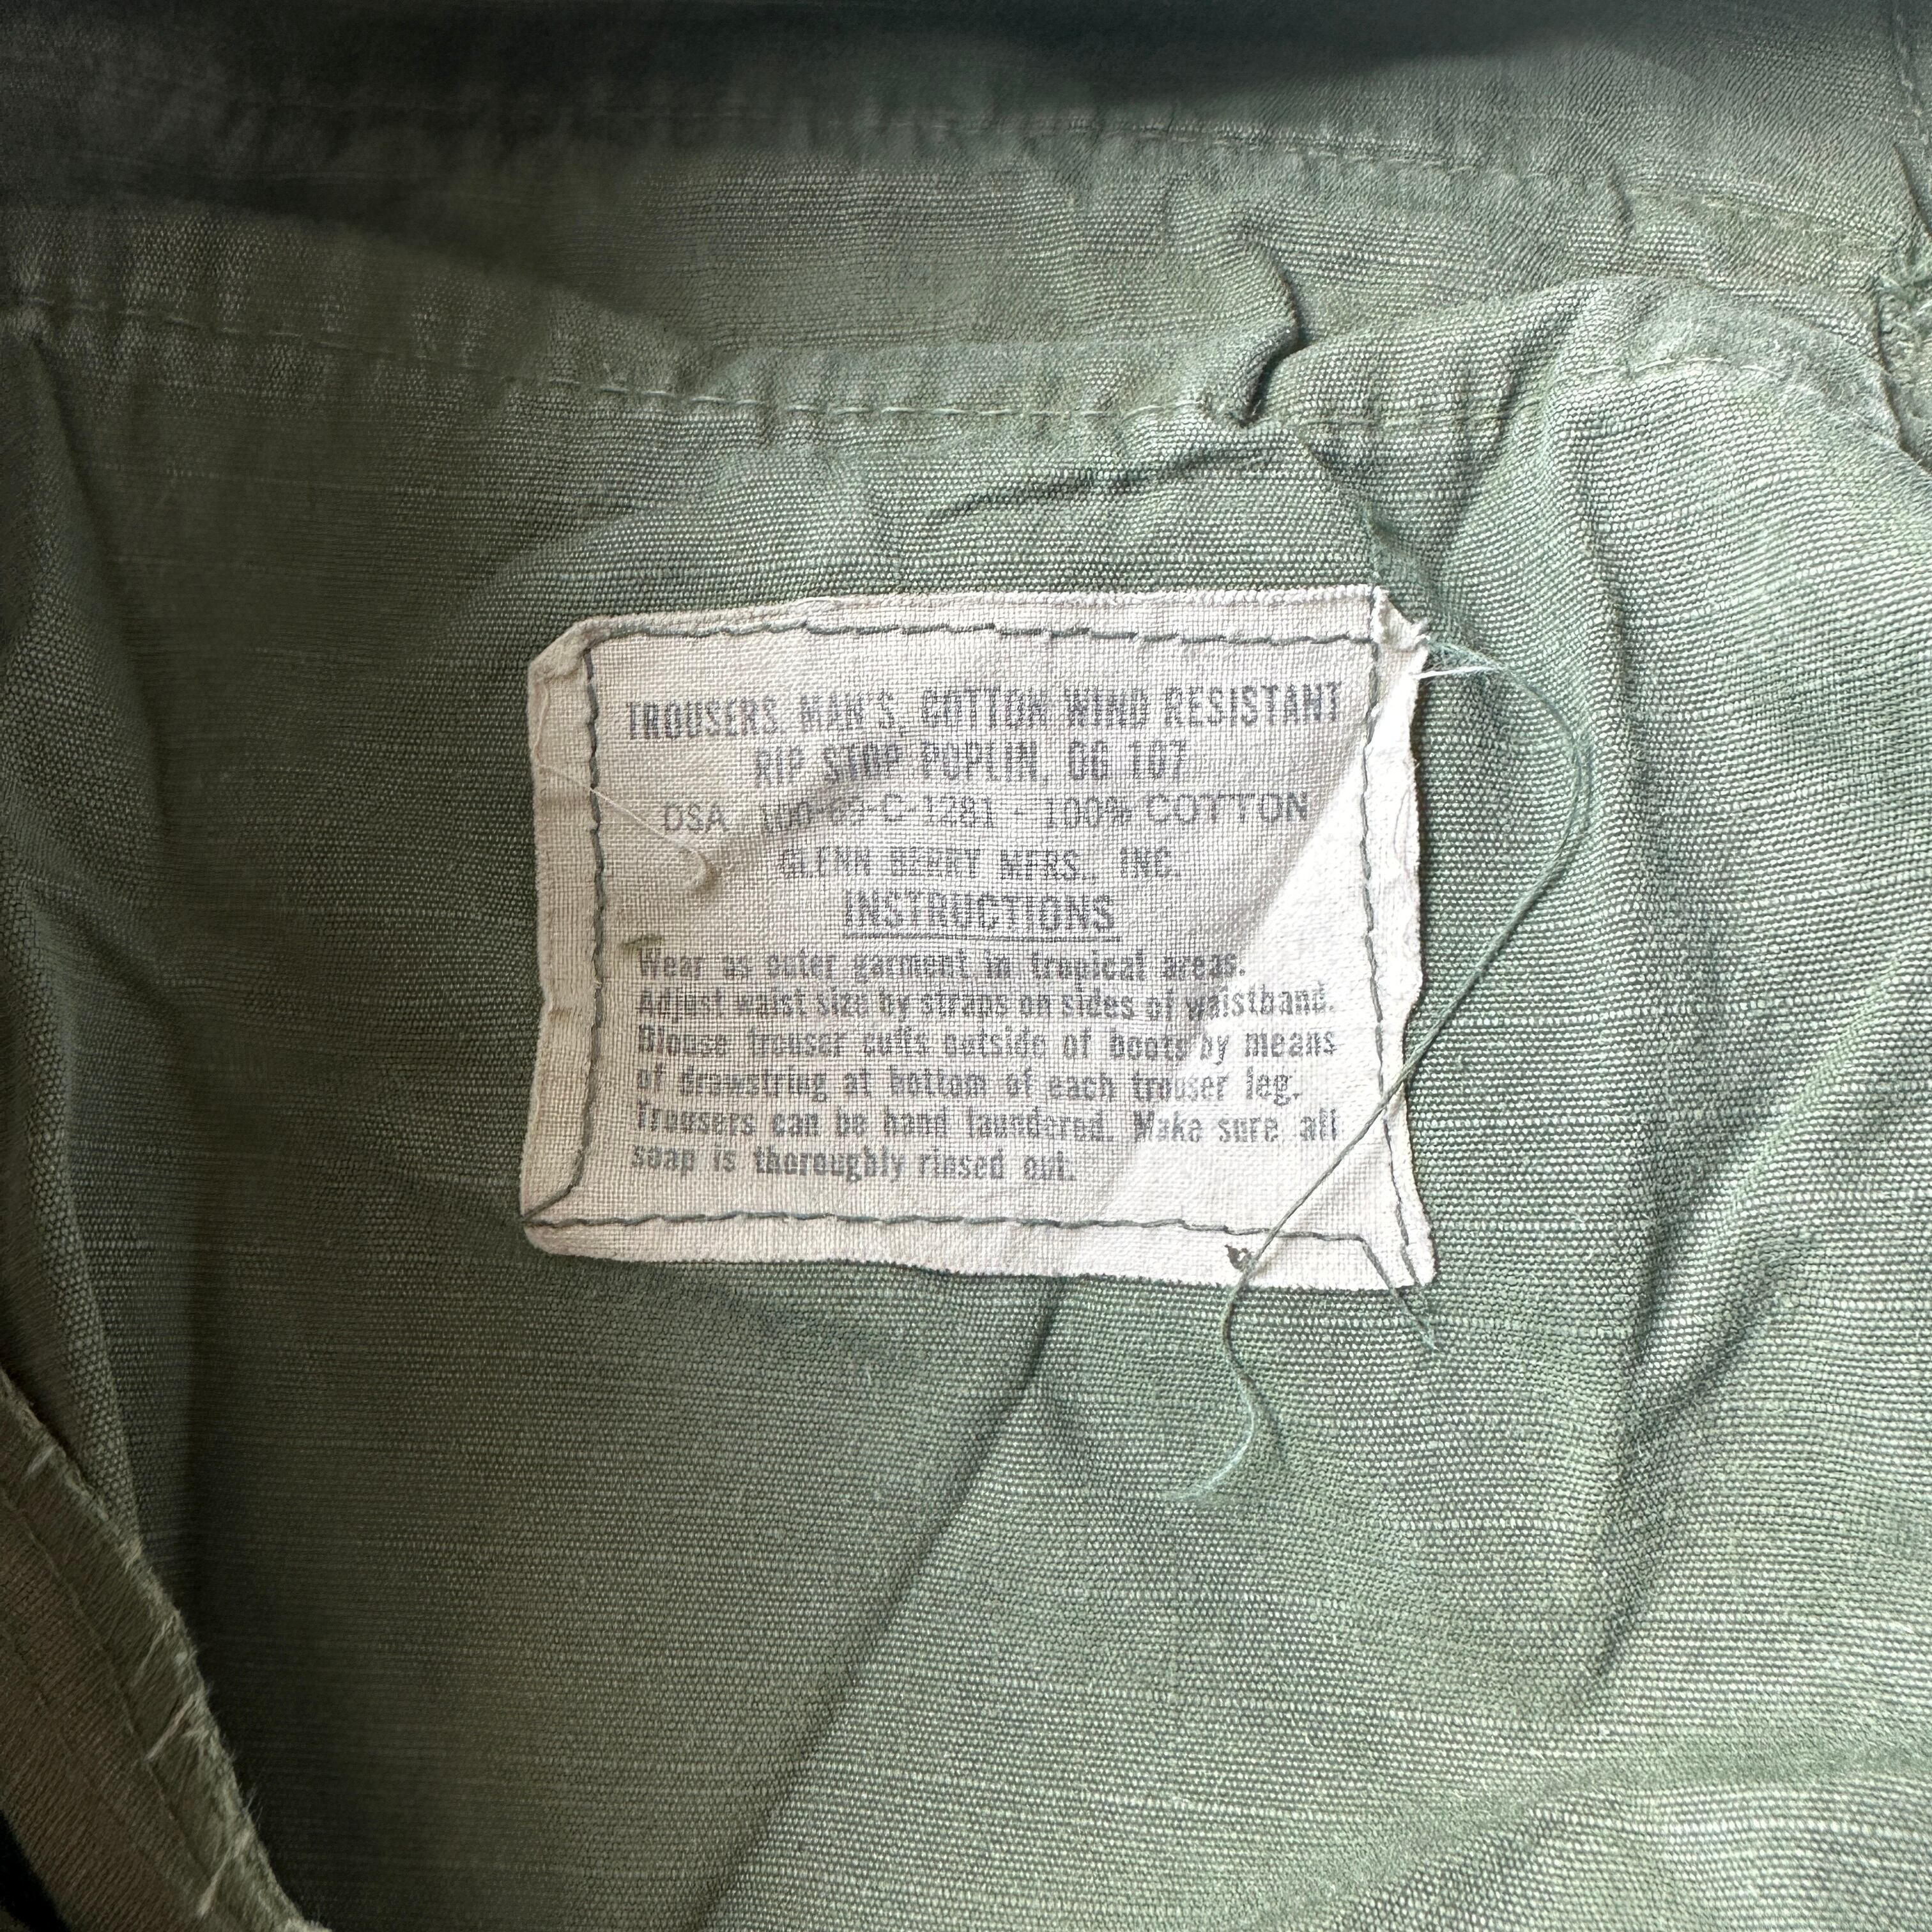 TROUSERS, MAN'S, COTTON WIND RESISTANT
RIP STOP POPLIN, OG 107
DSA 100-69-C-1281 - 100% COTTON
GLENN BERRY MFRS., INC.
INSTRUCTIONS
Wear as outer garment in tropical areas.
Adjust waist size by straps on sides of waistband.
Blouse trouser cuffs outside of boots by means
of drawstring at bottom of each trouser leg.
Trousers can be hand laundered. Make sure all
soap is thoroughly rinsed out.